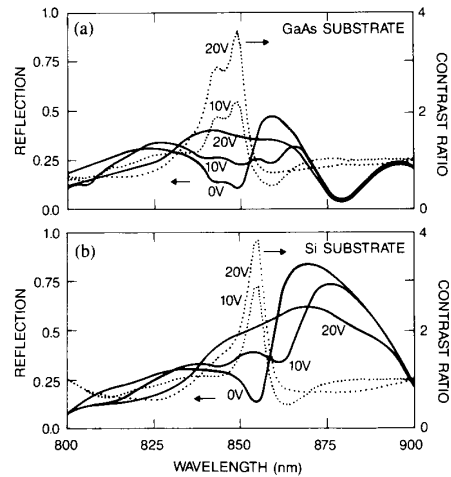 (a)
GaAs SUBSTRATE
20V
10V
20V
10V
0V
REFLECTION
1.0
0.75
0.50
0.25
0.0
CONTRAST RATIO
4
3
2
1
0
(b)
Si SUBSTRATE
20V
10V
20V
10V
0V
REFLECTION
1.0
0.75
0.50
0.25
0.0
CONTRAST RATIO
4
3
2
1
0
800 825 850 875 900
WAVELENGTH (nm)